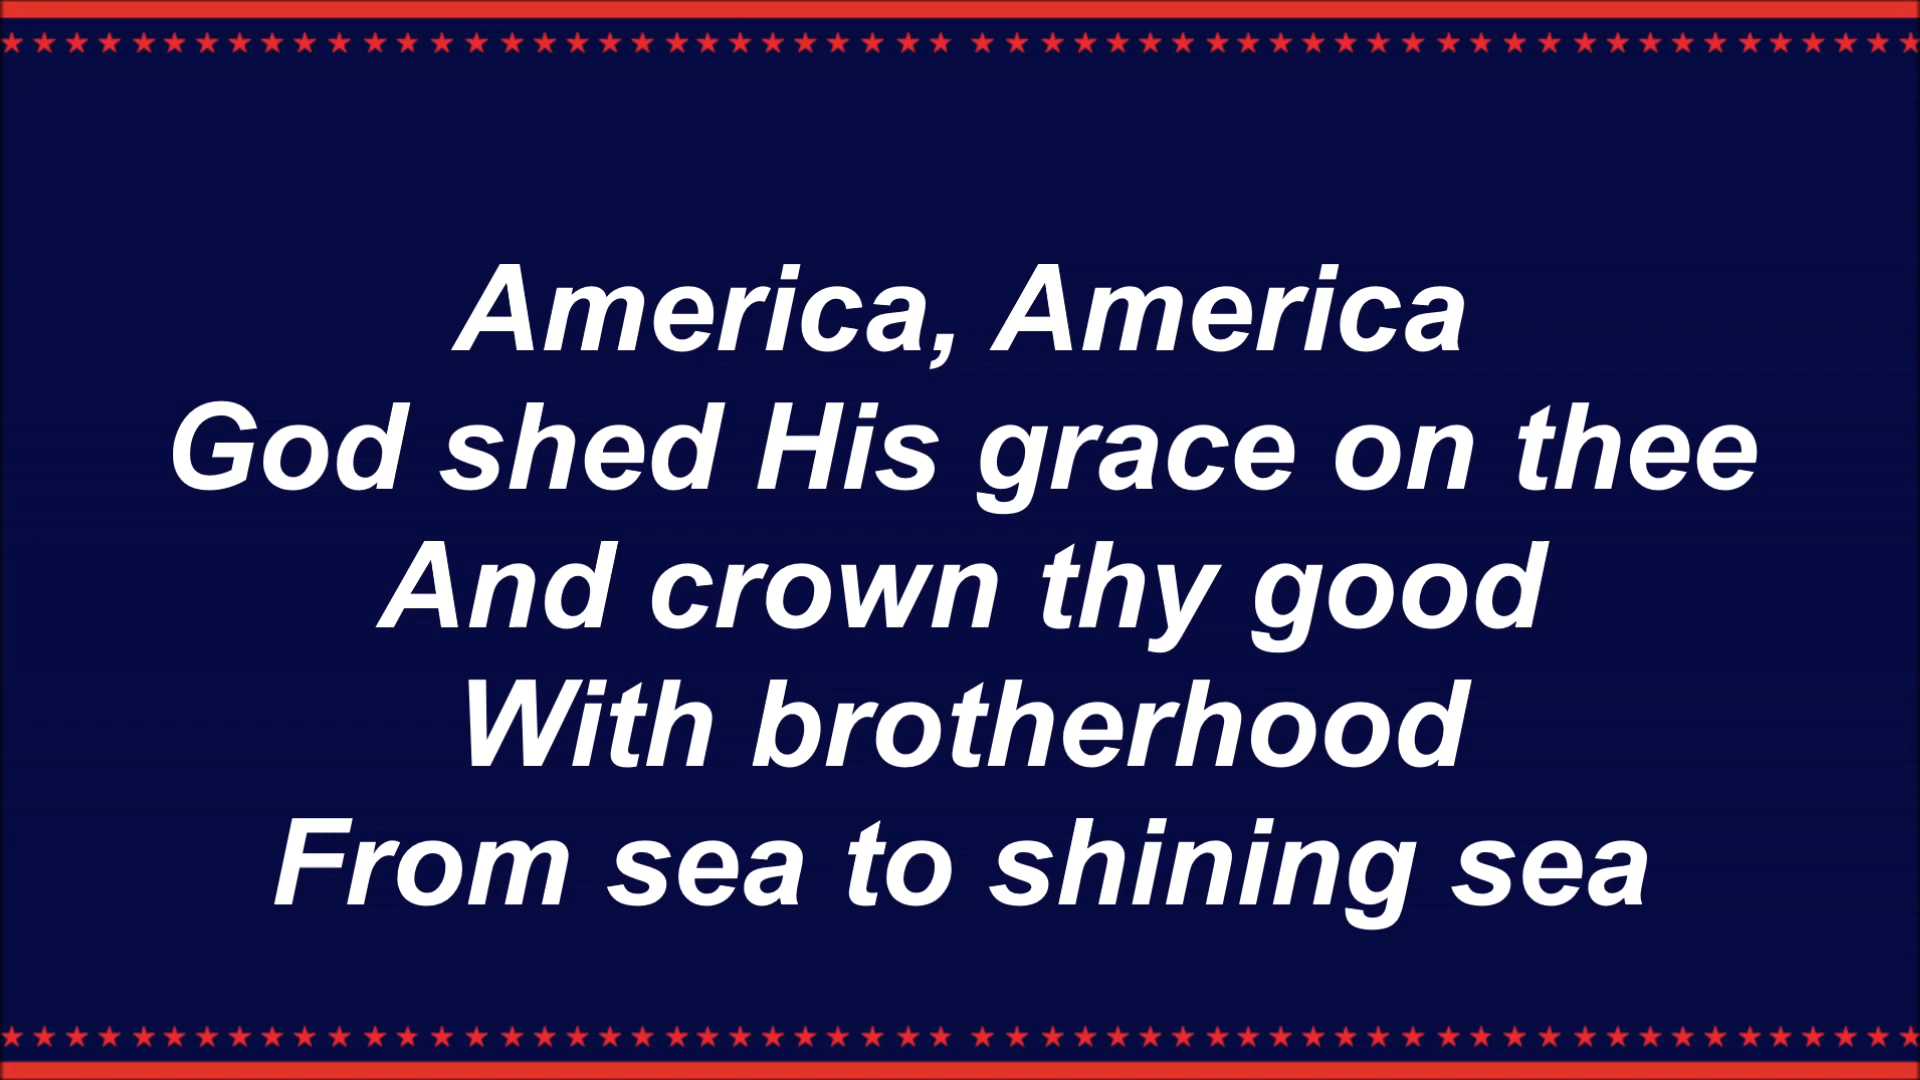 America, America
God shed His grace on thee
And crown thy good
With brotherhood
From sea to shining sea